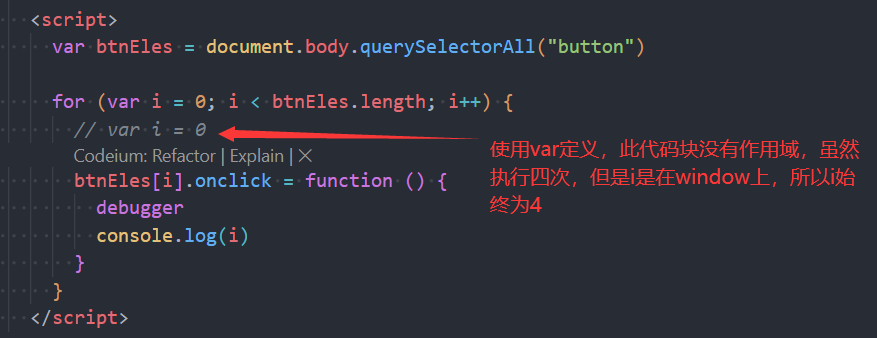 <script>
var btnEles = document.body.querySelectorAll("button")
for (var i = 0; i < btnEles.length; i++) {
// var i = 0
Codeium: Refactor | Explain | ×
btnEles[i].onclick = function () {
debugger
console.log(i)
}
}
</script>
使用var定义，此代码块没有作用域，虽然
执行四次，但是i是在window上，所以i始
终为4